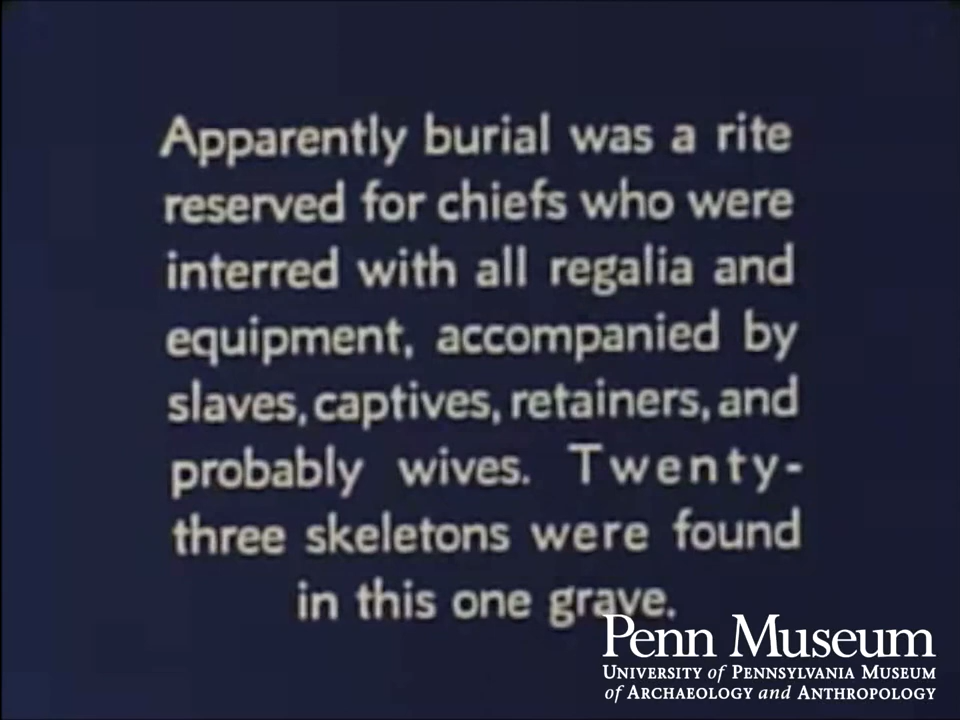 Apparently burial was a rite
reserved for chiefs who were
interred with all regalia and
equipment, accompanied by
slaves, captives, retainers, and
probably wives. Twenty-
three skeletons were found
in this one grave.
Penn Museum
UNIVERSITY of PENNSYLVANIA MUSEUM
of ARCHAEOLOGY and ANTHROPOLOGY